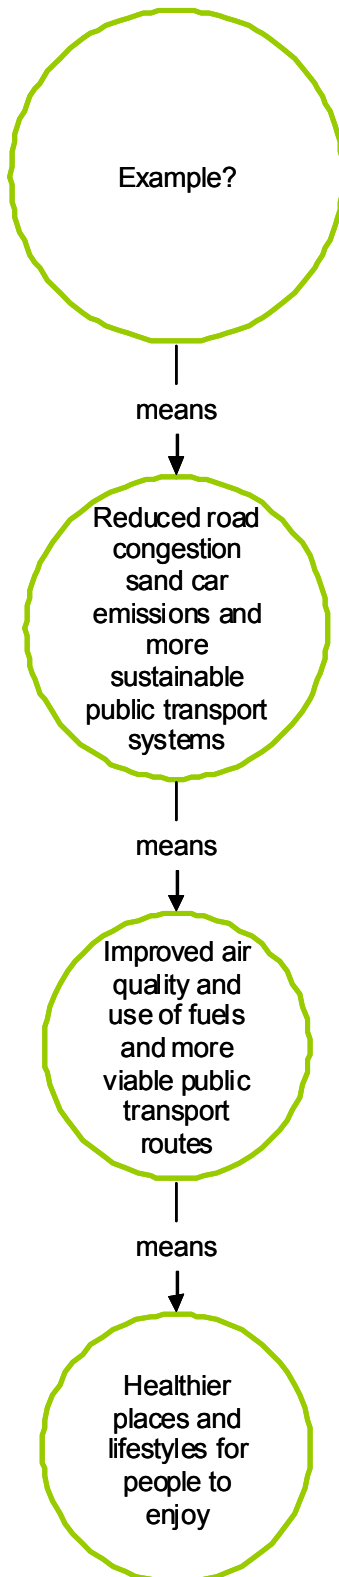 Example?
means
Reduced road
congestion
sand car
emissions and
more
sustainable
public transport
systems
means
Improved air
quality and
use of fuels
and more
viable public
transport
routes
means
Healthier
places and
lifestyles for
people to
enjoy